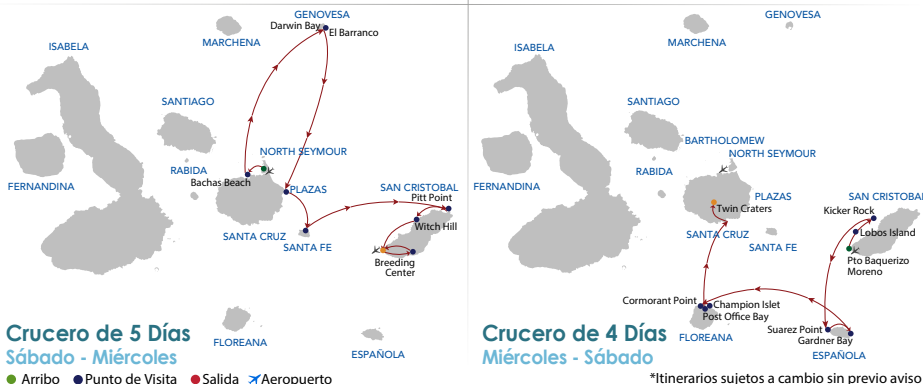 GENOVESA
Darwin Bay
El Barranco
MARCHENA
ISABELA
SANTIAGO
NORTH SEYMOUR
RABIDA
Bachas Beach
PLAZAS
FERNANDINA
SAN CRISTOBAL
Pitt Point
Witch Hill
SANTA CRUZ
SANTA FE
Breeding
Center
FLOREANA
ESPAÑOLA
Crucero de 5 Días
Sábado - Miércoles
Arribo
Punto de Visita
Salida
Aeropuerto
GENOVESA
MARCHENA
ISABELA
SANTIAGO
BARTHOLOMEW
NORTH SEYMOUR
RABIDA
FERNANDINA
PLAZAS
Twin Craters
SAN CRISTOBAL
Kicker Rock
Lobos Island
SANTA CRUZ
SANTA FE
Pto Baquerizo
Moreno
Cormorant Point
Champion Islet
Post Office Bay
FLOREANA
Suarez Point
Gardner Bay
ESPAÑOLA
Crucero de 4 Días
Miércoles - Sábado
*Itinerarios sujetos a cambio sin previo aviso